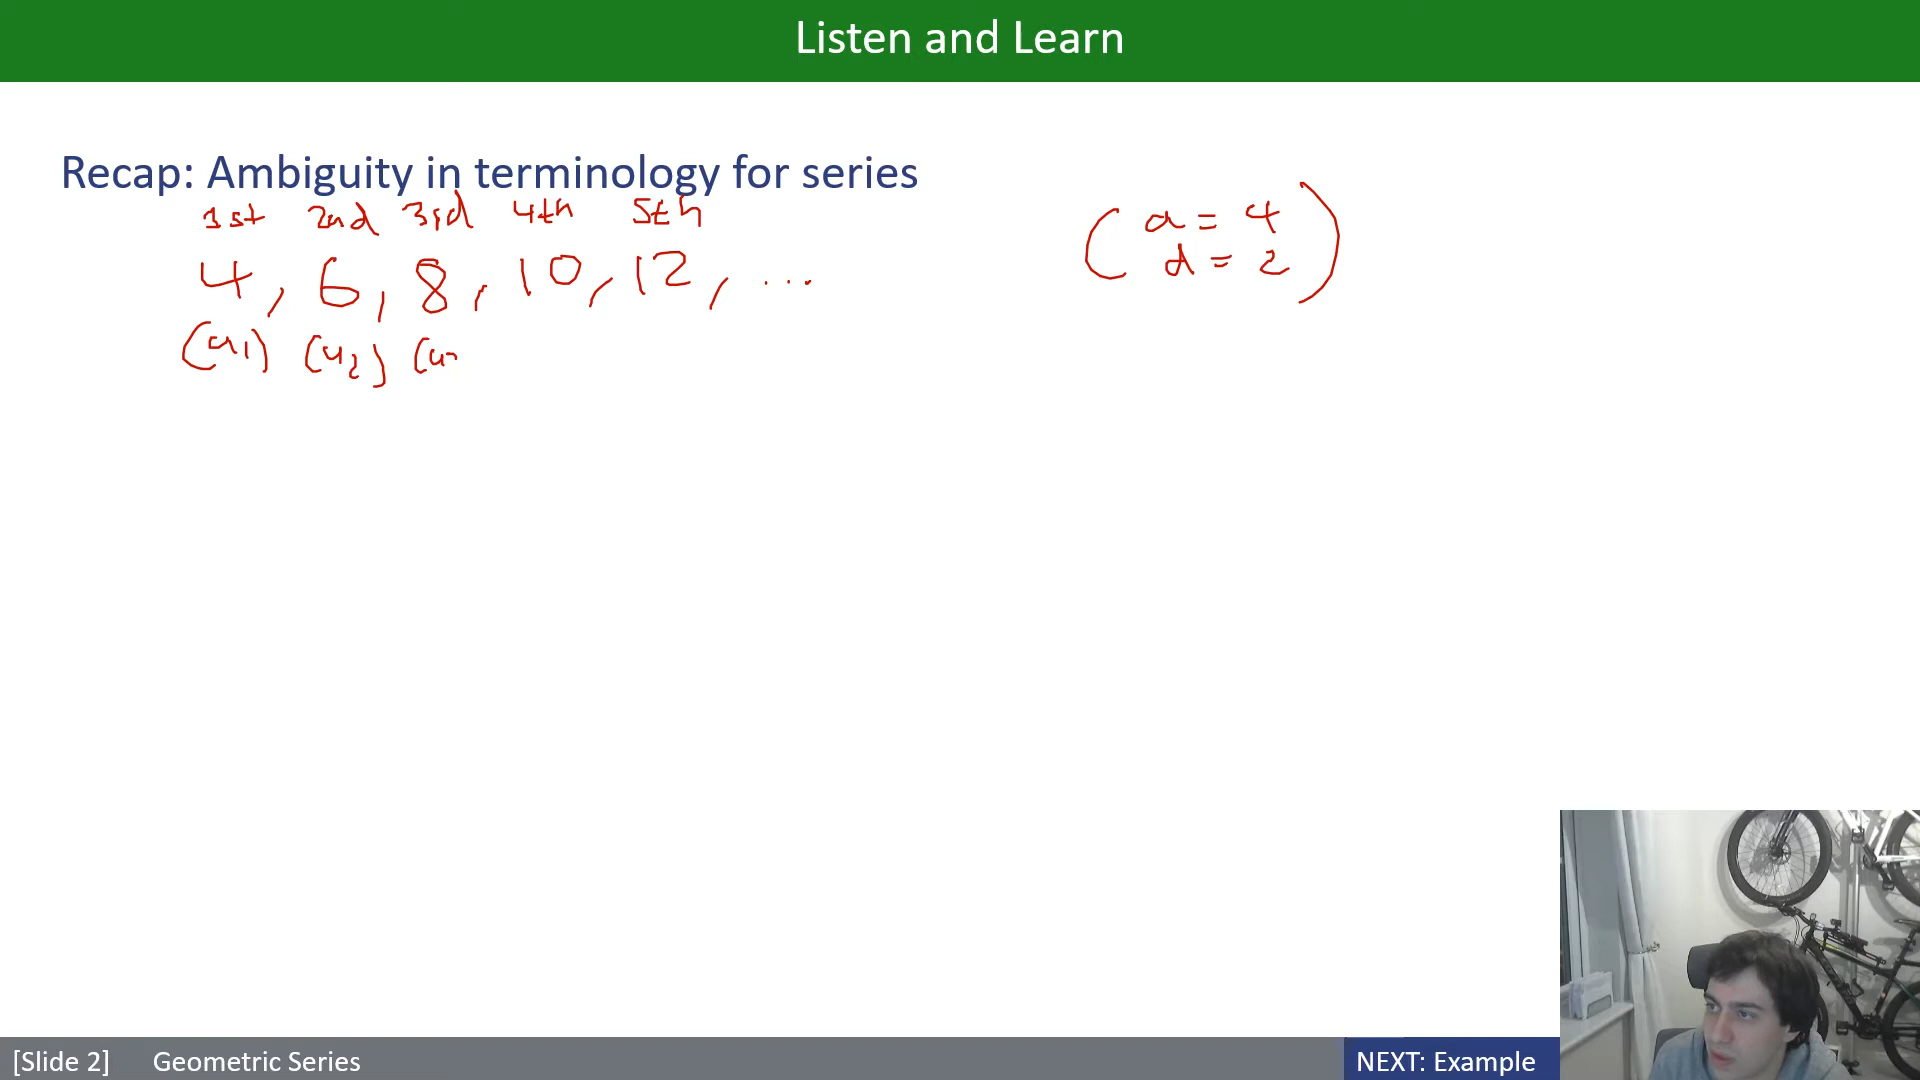 Listen and Learn
Recap: Ambiguity in terminology for series
1st 2nd 3rd 4th 5th
4, 6, 8, 10, 12, ...
(u1) (u2) (u
a = 4
d = 2
[Slide 2] Geometric Series
NEXT: Example